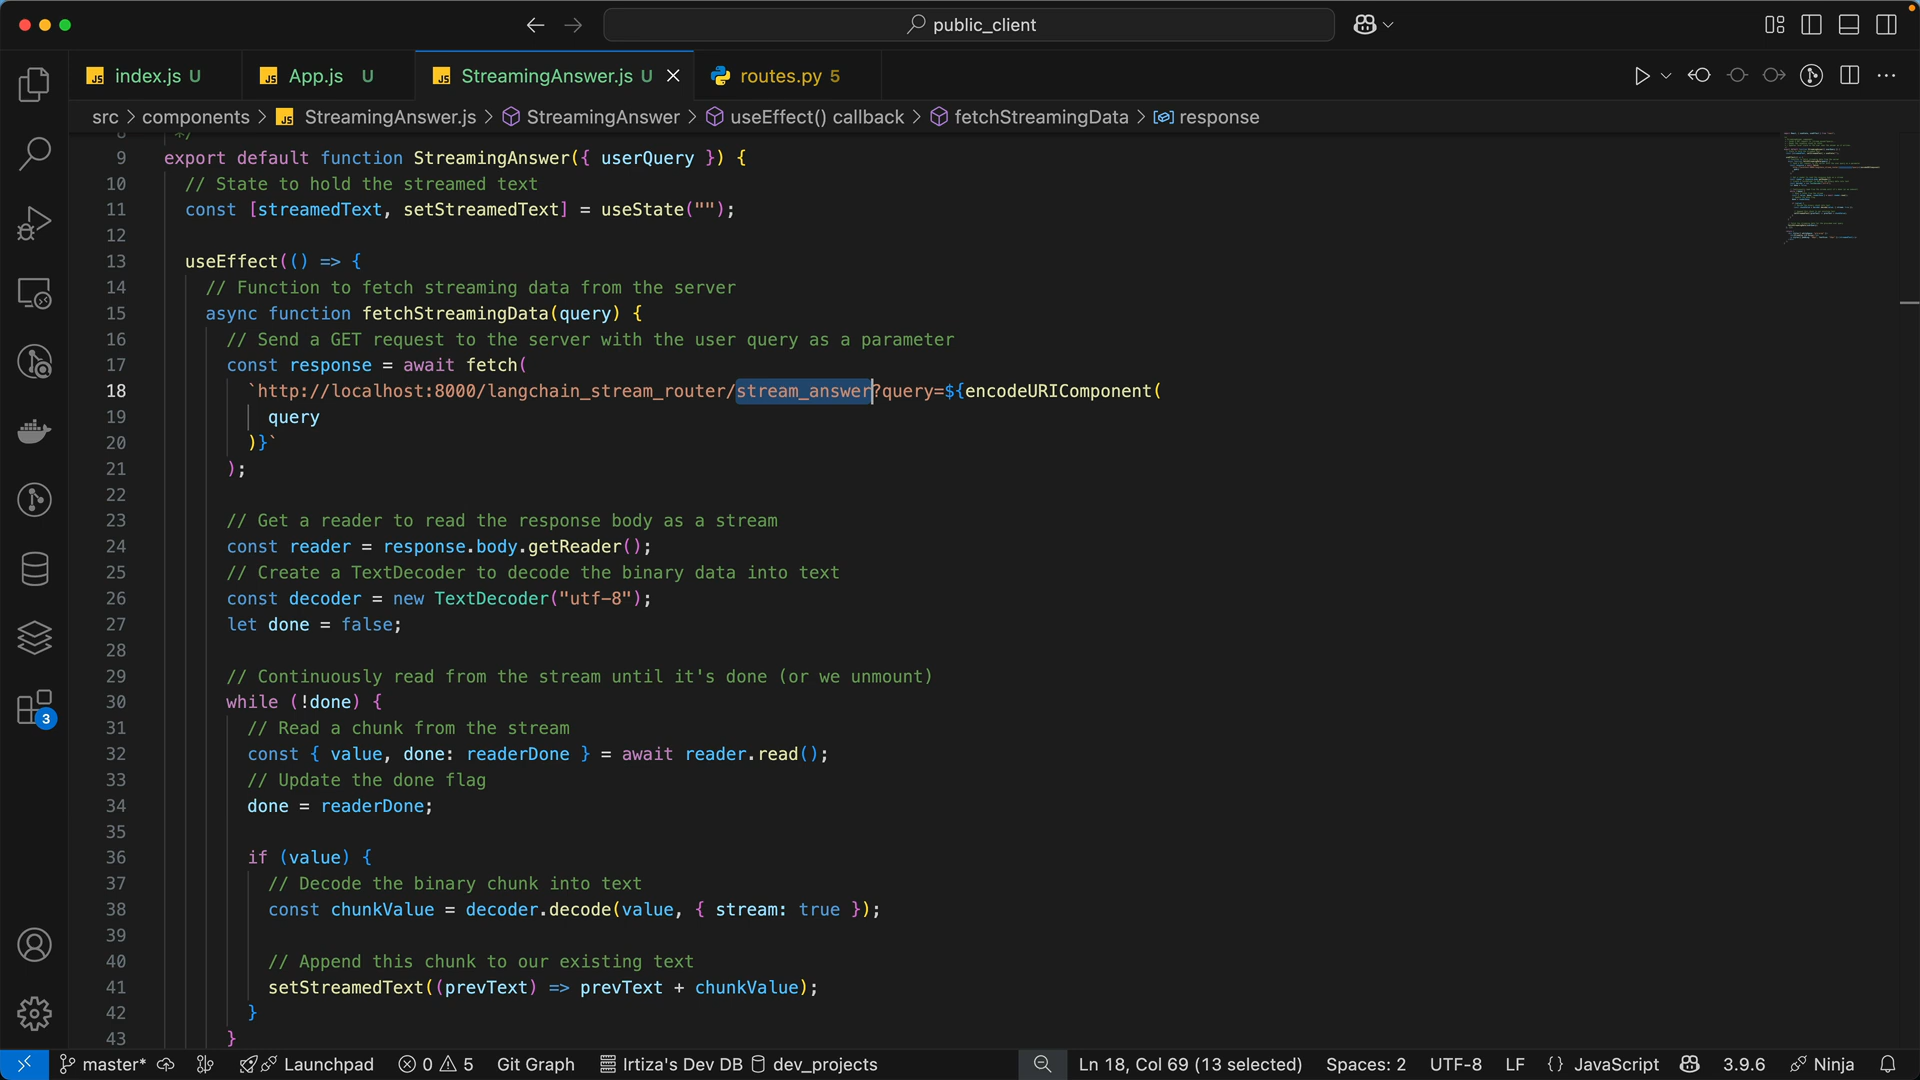 public_client
JS index.js U
JS App.js U
JS StreamingAnswer.js U
routes.py 5
src > components > JS StreamingAnswer.js > StreamingAnswer > useEffect() callback > fetchStreamingData > response
8 */
9 export default function StreamingAnswer({ userQuery }) {
10 // State to hold the streamed text
11 const [streamedText, setStreamedText] = useState("");
12
13 useEffect(() => {
14 // Function to fetch streaming data from the server
15 async function fetchStreamingData(query) {
16 // Send a GET request to the server with the user query as a parameter
17 const response = await fetch(
18 `http://localhost:8000/langchain_stream_router/stream_answer?query=${encodeURIComponent(
19 query
20 )}`
21 );
22
23 // Get a reader to read the response body as a stream
24 const reader = response.body.getReader();
25 // Create a TextDecoder to decode the binary data into text
26 const decoder = new TextDecoder("utf-8");
27 let done = false;
28
29 // Continuously read from the stream until it's done (or we unmount)
30 while (!done) {
31 // Read a chunk from the stream
32 const { value, done: readerDone } = await reader.read();
33 // Update the done flag
34 done = readerDone;
35
36 if (value) {
37 // Decode the binary chunk into text
38 const chunkValue = decoder.decode(value, { stream: true });
39
40 // Append this chunk to our existing text
41 setStreamedText((prevText) => prevText + chunkValue);
42 }
43 }
3
master* Launchpad 0 5 Git Graph Irtiza's Dev DB dev_projects Ln 18, Col 69 (13 selected) Spaces: 2 UTF-8 LF {} JavaScript 3.9.6 Ninja